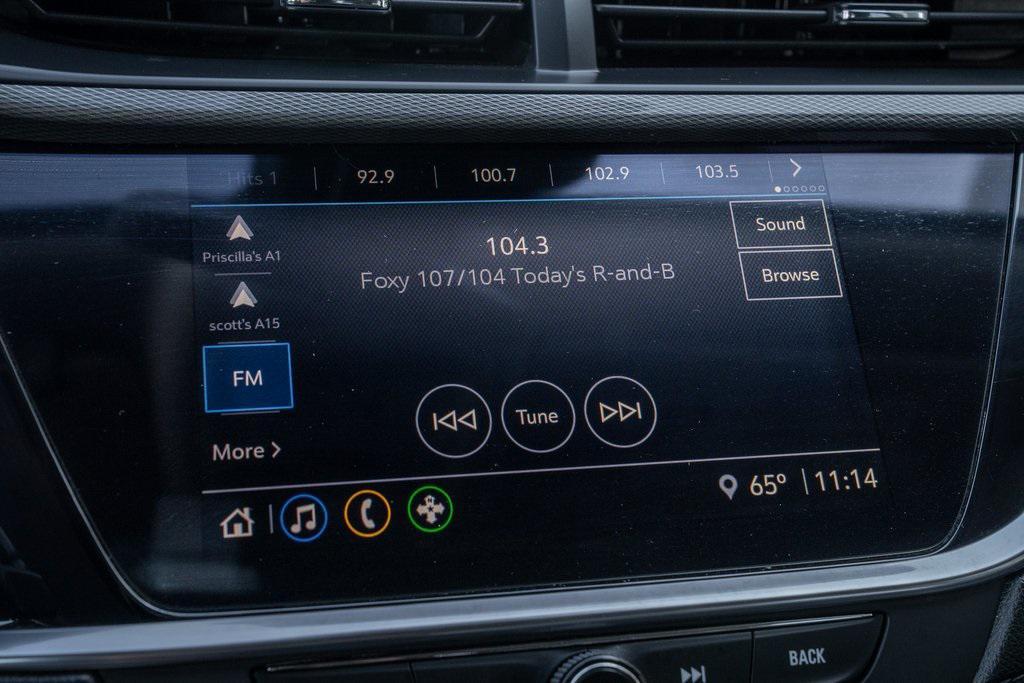 Hits 1 | 92.9 | 100.7 | 102.9 | 103.5
Priscilla's A1
104.3
Sound
Foxy 107/104 Today's R-and-B
Browse
scott's A15
FM
Tune
More
65° | 11:14
N
BACK